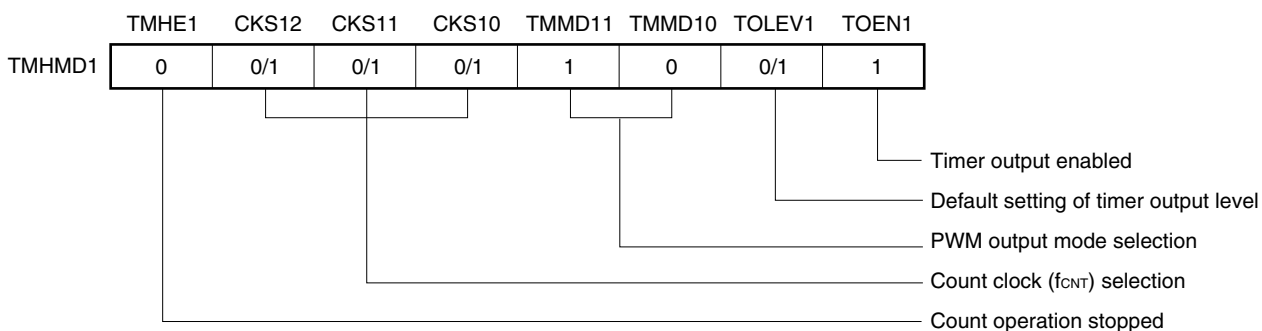 TMHE1 CKS12 CKS11 CKS10 TMMD11 TMMD10 TOLEV1 TOEN1
TMHMD1 0 0/1 0/1 0/1 1 0 0/1 1
Timer output enabled
Default setting of timer output level
PWM output mode selection
Count clock (fCNT) selection
Count operation stopped